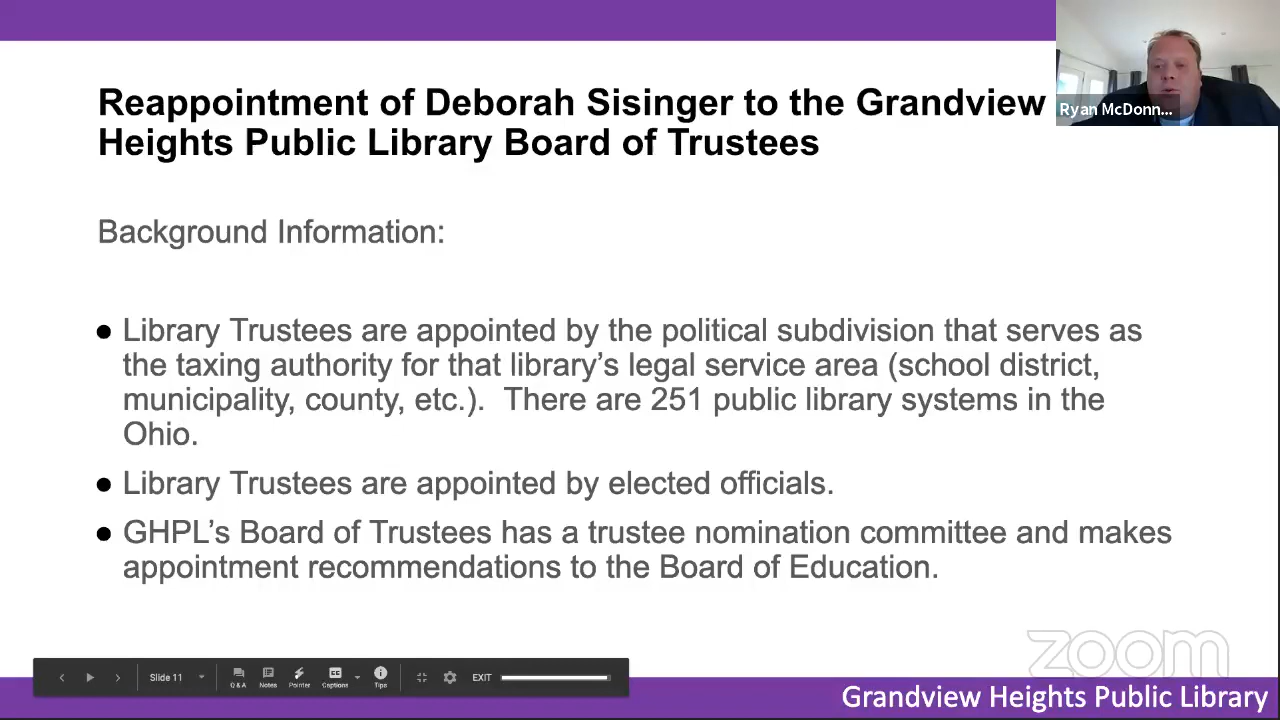 Reappointment of Deborah Sisinger to the Grandview
Heights Public Library Board of Trustees
Ryan McDonn...
Background Information:
● Library Trustees are appointed by the political subdivision that serves as
the taxing authority for that library’s legal service area (school district,
municipality, county, etc.).  There are 251 public library systems in the
Ohio.
● Library Trustees are appointed by elected officials.
● GHPL’s Board of Trustees has a trustee nomination committee and makes
appointment recommendations to the Board of Education.
zoom
Slide 11
Q & A Notes Pointer Captions Tips
EXIT
Grandview Heights Public Library